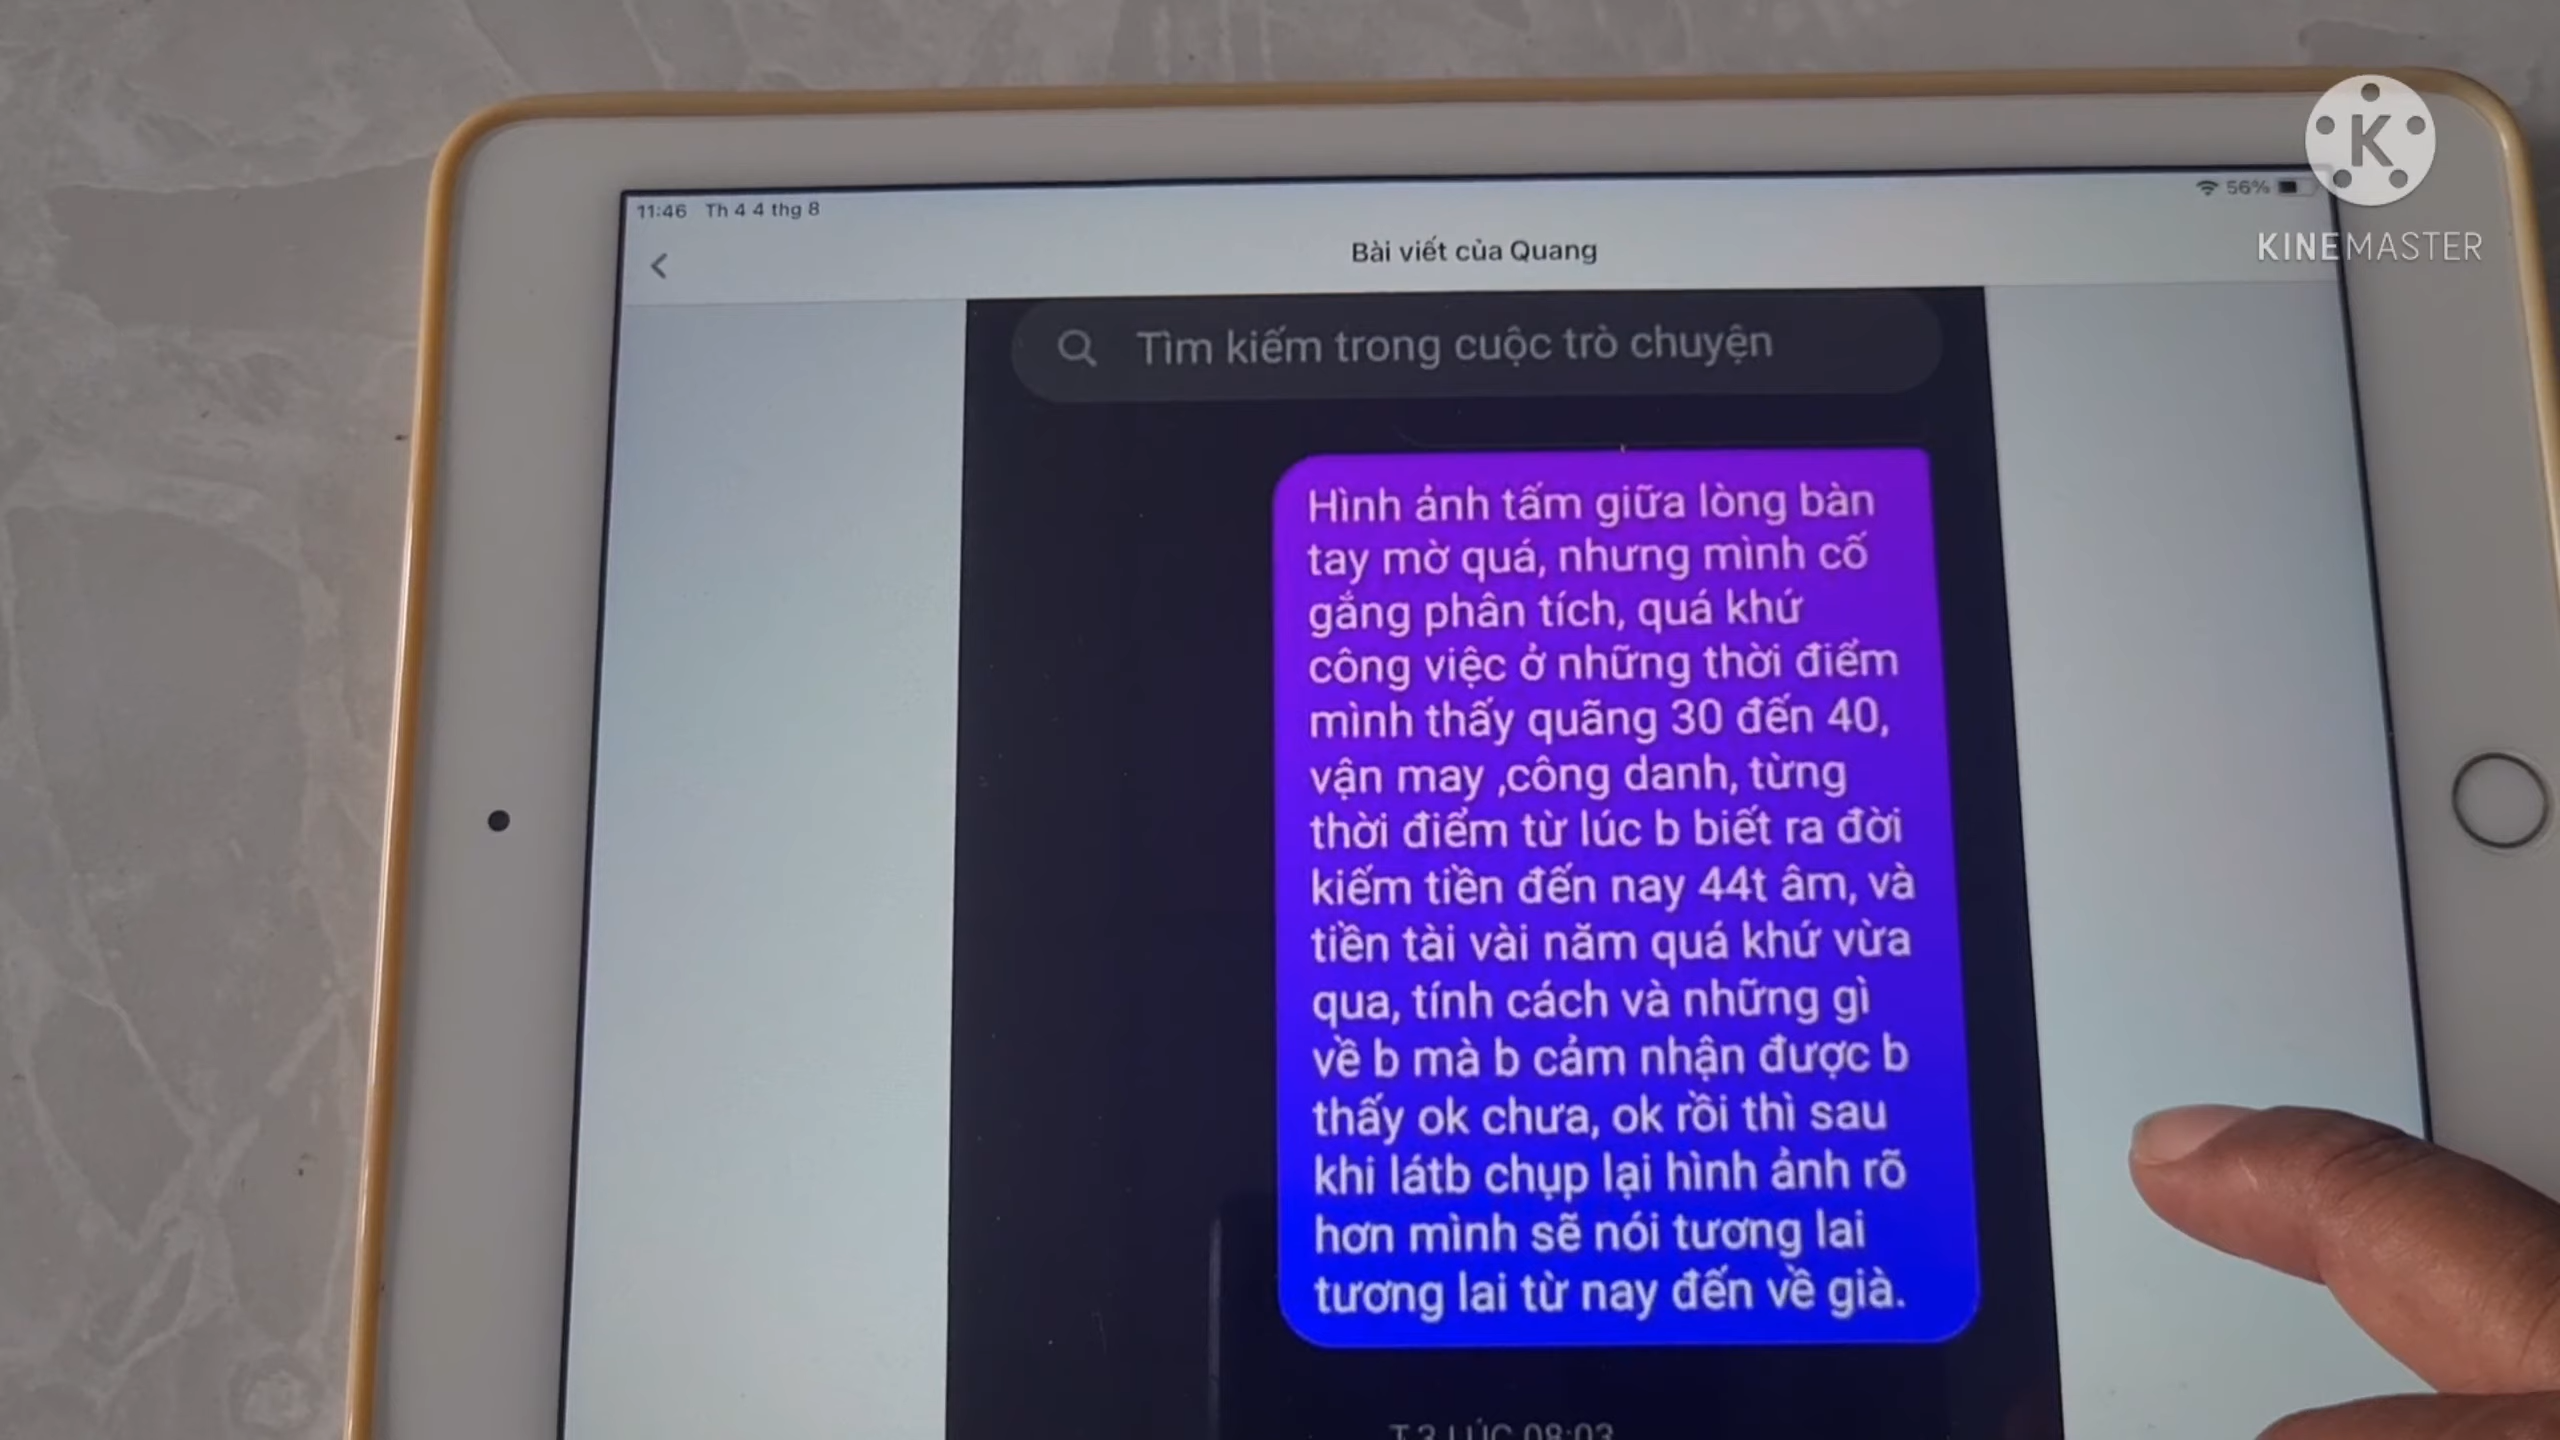 11:46 Th 4 4 thg 8
56%
Bài viết của Quang
Tìm kiếm trong cuộc trò chuyện
Hình ảnh tấm giữa lòng bàn
tay mờ quá, nhưng mình cố
gắng phân tích, quá khứ
công việc ở những thời điểm
mình thấy quãng 30 đến 40,
vận may ,công danh, từng
thời điểm từ lúc b biết ra đời
kiếm tiền đến nay 44t âm, và
tiền tài vài năm quá khứ vừa
qua, tính cách và những gì
về b mà b cảm nhận được b
thấy ok chưa, ok rồi thì sau
khi látb chụp lại hình ảnh rõ
hơn mình sẽ nói tương lai
tương lai từ nay đến về già.
T.3 LÚC 08:03
K
KINEMASTER